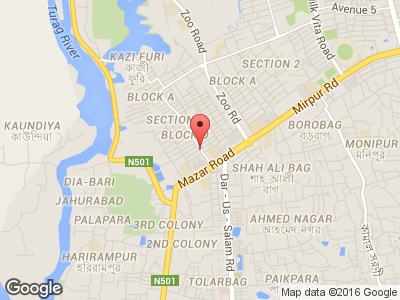 Turag River
Zoo Road
Milk Vita Road
Avenue 5
KAZI FURI
কাজী
ফুরি
SECTION 2
BLOCK A
BLOCK A
Zoo Rd
Mirpur Rd
SECTION
BLOCK
KAUNDIYA
কাউন্দিয়া
BOROBAG
বড়বাগ
MONIPUR
মনিপুর
N501
Mazar Road
SHAH ALI BAG
শাহ আলী
বাগ
DIA-BARI
JAHURABAD
PALAPARA
Dar - Us - Salam Rd
3RD COLONY
AHMED NAGAR
আহমেদ নগর
2ND COLONY
HARIRAMPUR
হরিরামপুর
N501
TOLARBAG
PAIKPARA
পাইকপাড়া
কামাল সরণী
Google
Map data ©2016 Google